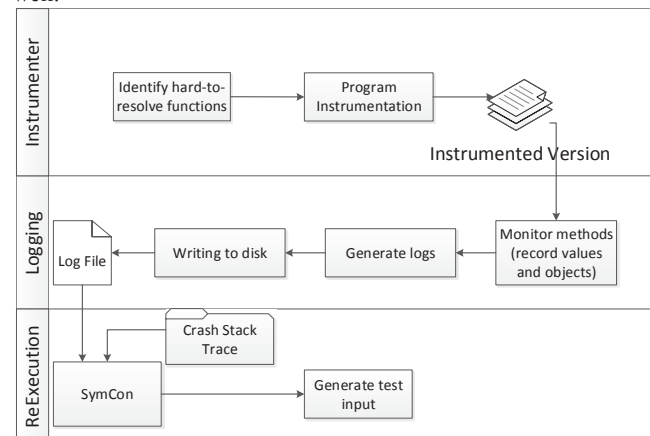 Instrumenter
Identify hard-to-
resolve functions
Program
Instrumentation
Instrumented Version
Logging
Log File
Writing to disk
Generate logs
Monitor methods
(record values
and objects)
ReExecution
Crash Stack
Trace
SymCon
Generate test
input